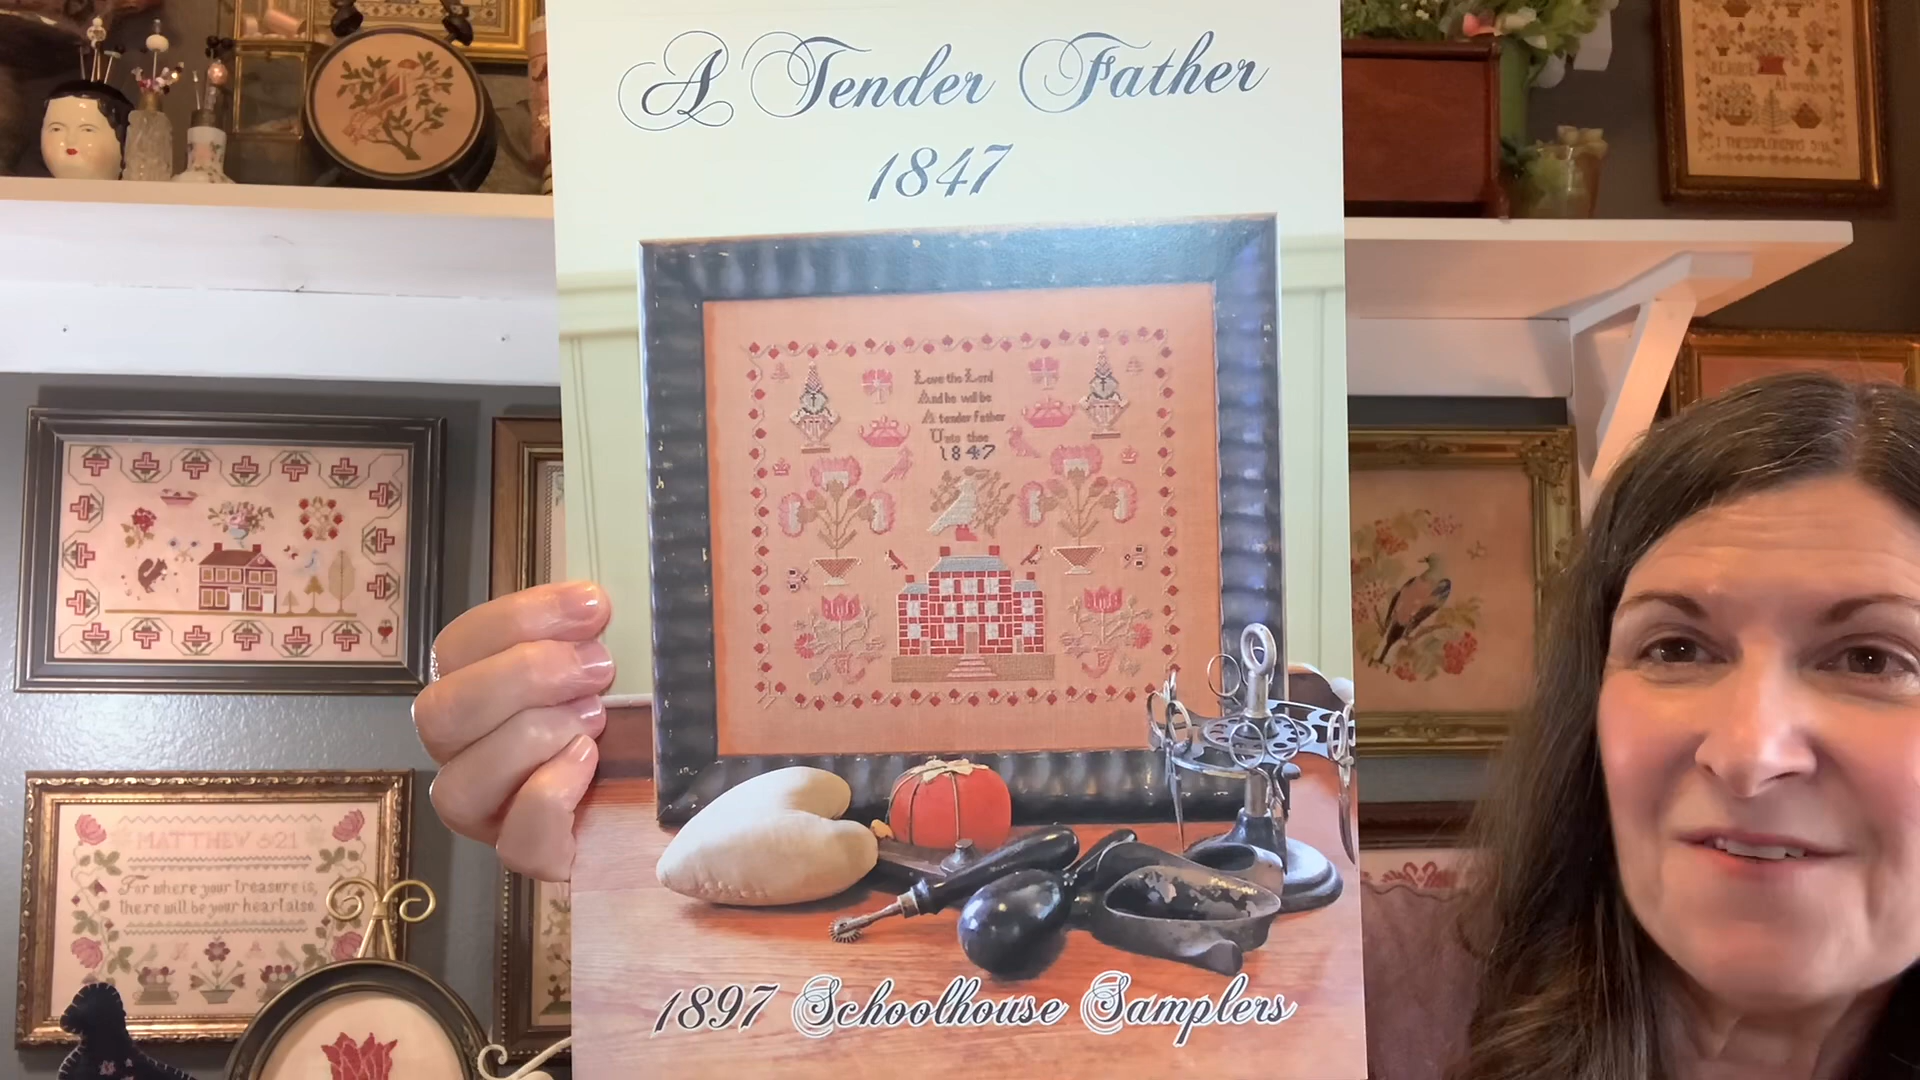 A Tender Father
1847
Love the Lord
And he will be
A tender Father
Unto thee
1847
1897 Schoolhouse Samplers
MATTHEW 6:21
For where your treasure is,
there will be your heart also.